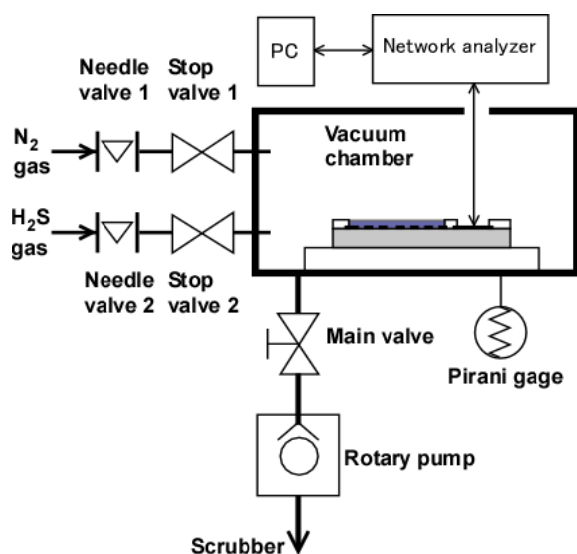 PC
Network analyzer
Needle
valve 1
Stop
valve 1
N2
gas
Vacuum
chamber
H2S
gas
Needle
valve 2
Stop
valve 2
Main valve
Pirani gage
Rotary pump
Scrubber